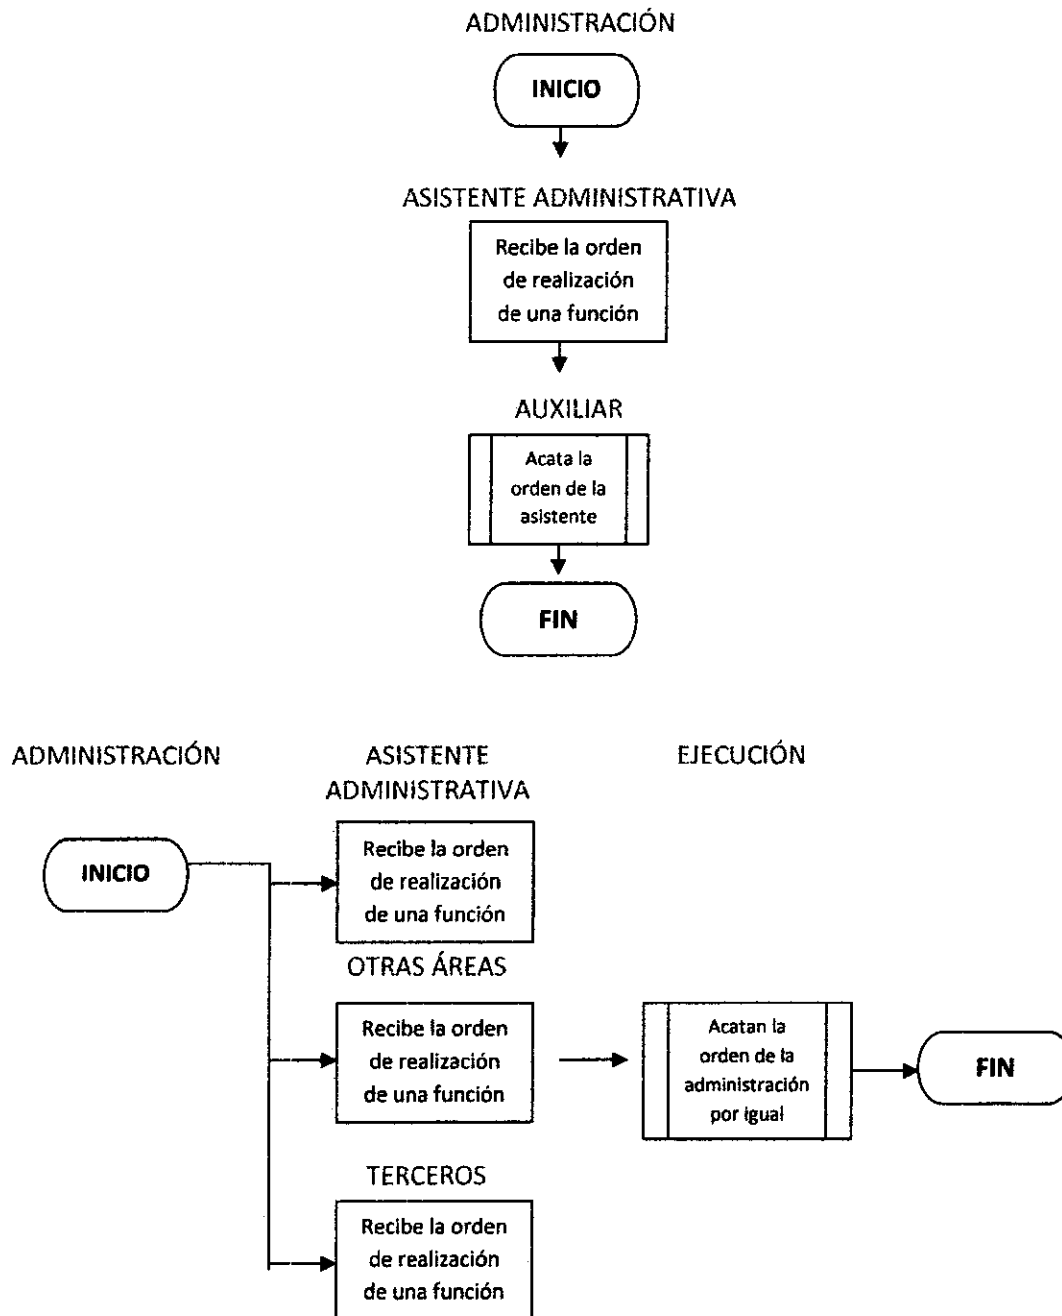 ADMINISTRACIÓN
INICIO
ASISTENTE ADMINISTRATIVA
Recibe la orden
de realización
de una función
AUXILIAR
Acata la
orden de la
asistente
FIN
ADMINISTRACIÓN
ASISTENTE
ADMINISTRATIVA
EJECUCIÓN
INICIO
Recibe la orden
de realización
de una función
OTRAS ÁREAS
Recibe la orden
de realización
de una función
Acatan la
orden de la
administración
por igual
FIN
TERCEROS
Recibe la orden
de realización
de una función